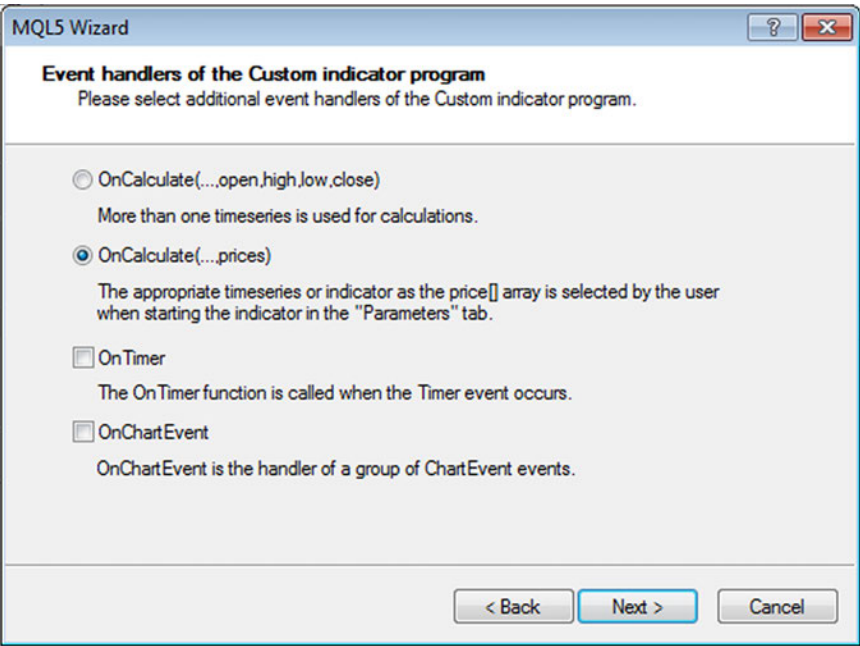 MQL5 Wizard
Event handlers of the Custom indicator program
Please select additional event handlers of the Custom indicator program.
OnCalculate(...,open,high,low,close)
More than one timeseries is used for calculations.
OnCalculate(...,prices)
The appropriate timeseries or indicator as the price[] array is selected by the user
when starting the indicator in the "Parameters" tab.
OnTimer
The OnTimer function is called when the Timer event occurs.
OnChartEvent
OnChartEvent is the handler of a group of ChartEvent events.
< Back Next > Cancel